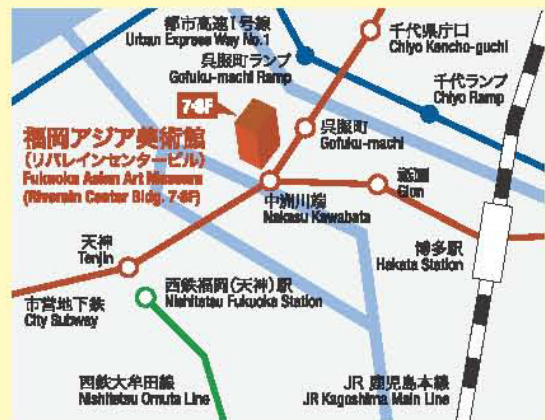 都市高速1号線
Urban Express Way No.1
呉服町ランプ
Gofuku-machi Ramp
千代県庁口
Chiyo Kencho-guchi
千代ランプ
Chiyo Ramp
7・8F
福岡アジア美術館
(リバレインセンタービル)
Fukuoka Asian Art Museum
(Riverain Center Bldg. 7・8F)
呉服町
Gofuku-machi
祇園
Gion
中洲川端
Nakasu Kawabata
天神
Tenjin
博多駅
Hakata Station
市営地下鉄
City Subway
西鉄福岡(天神)駅
Nishitetsu Fukuoka Station
西鉄大牟田線
Nishitetsu Omuta Line
JR 鹿児島本線
JR Kagoshima Main Line